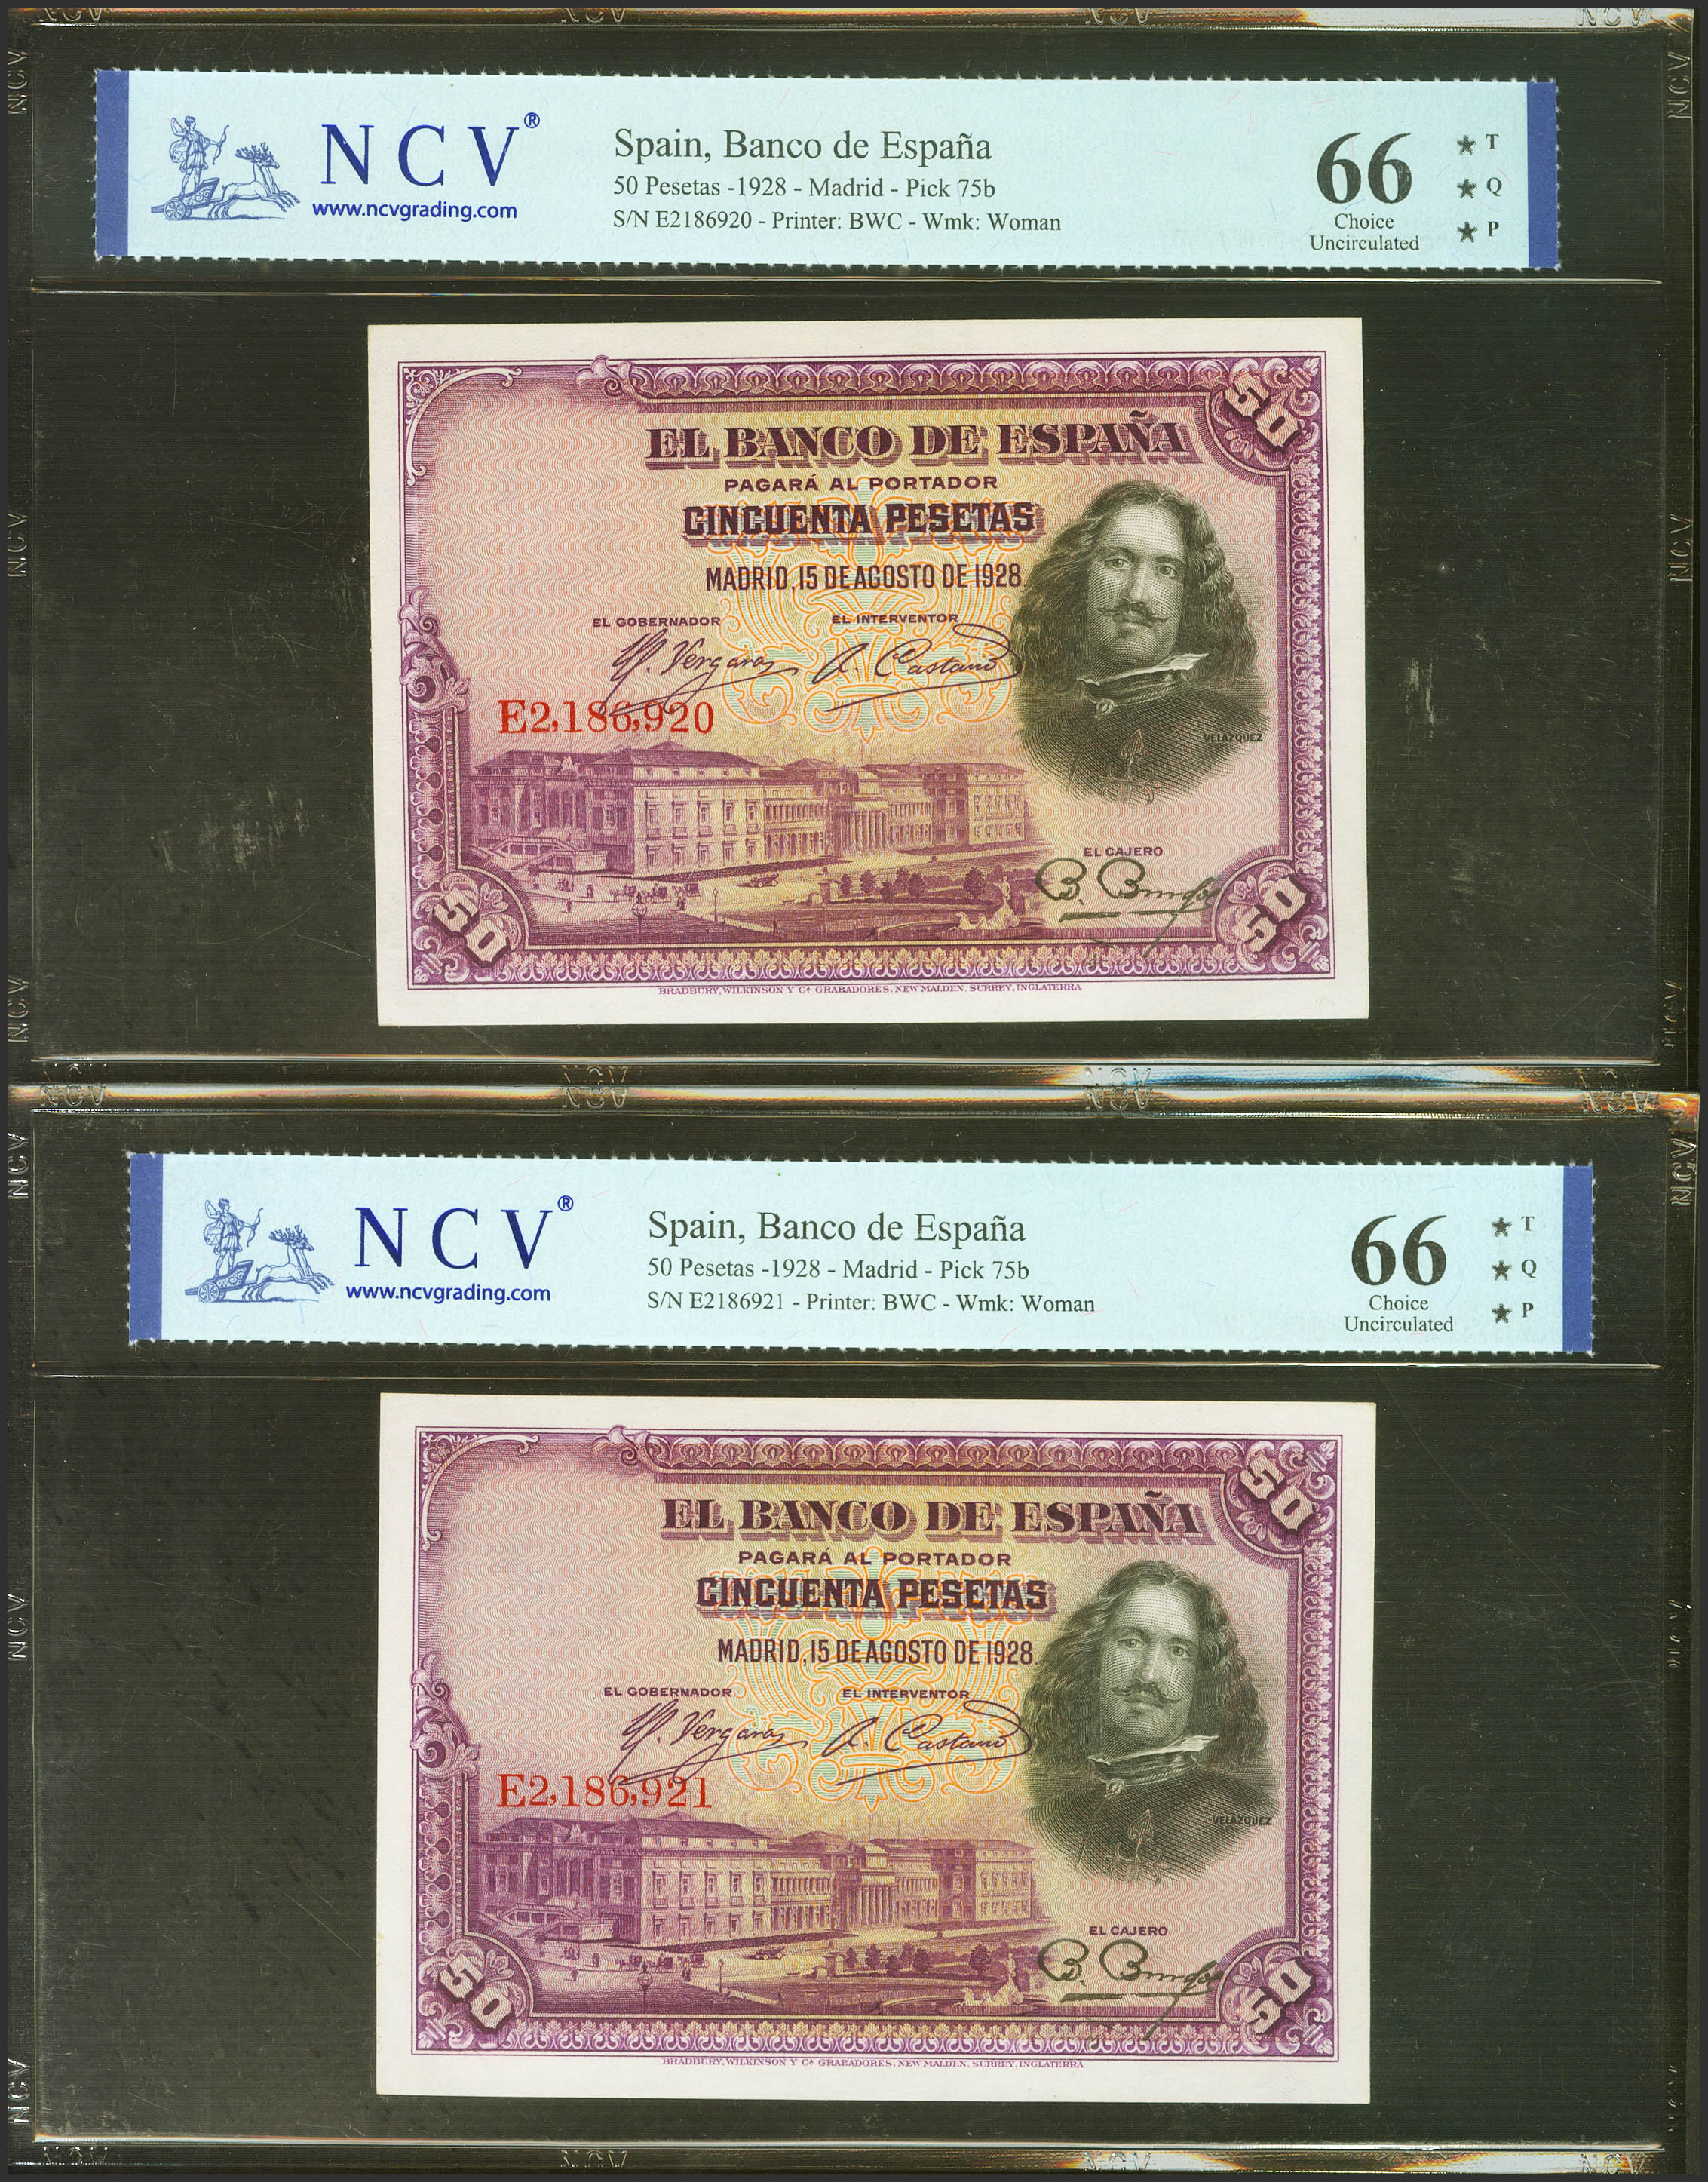 NCV®
www.ncvgrading.com
Spain, Banco de España
50 Pesetas -1928 - Madrid - Pick 75b
S/N E2186920 - Printer: BWC - Wmk: Woman
66
Choice
Uncirculated
★ T
★ Q
★ P
50
EL BANCO DE ESPAÑA
PAGARÁ AL PORTADOR
CINCUENTA PESETAS
MADRID, 15 DE AGOSTO DE 1928.
EL GOBERNADOR
EL INTERVENTOR
E2,186,920
VELAZQUEZ
EL CAJERO
50
50
BRADBURY, WILKINSON Y Cª GRABADORES, NEW MALDEN, SURREY, INGLATERRA
NCV NCV NCV NCV
NCV®
www.ncvgrading.com
Spain, Banco de España
50 Pesetas -1928 - Madrid - Pick 75b
S/N E2186921 - Printer: BWC - Wmk: Woman
66
Choice
Uncirculated
★ T
★ Q
★ P
50
EL BANCO DE ESPAÑA
PAGARÁ AL PORTADOR
CINCUENTA PESETAS
MADRID, 15 DE AGOSTO DE 1928.
EL GOBERNADOR
EL INTERVENTOR
E2,186,921
VELAZQUEZ
EL CAJERO
50
50
BRADBURY, WILKINSON Y Cª GRABADORES, NEW MALDEN, SURREY, INGLATERRA